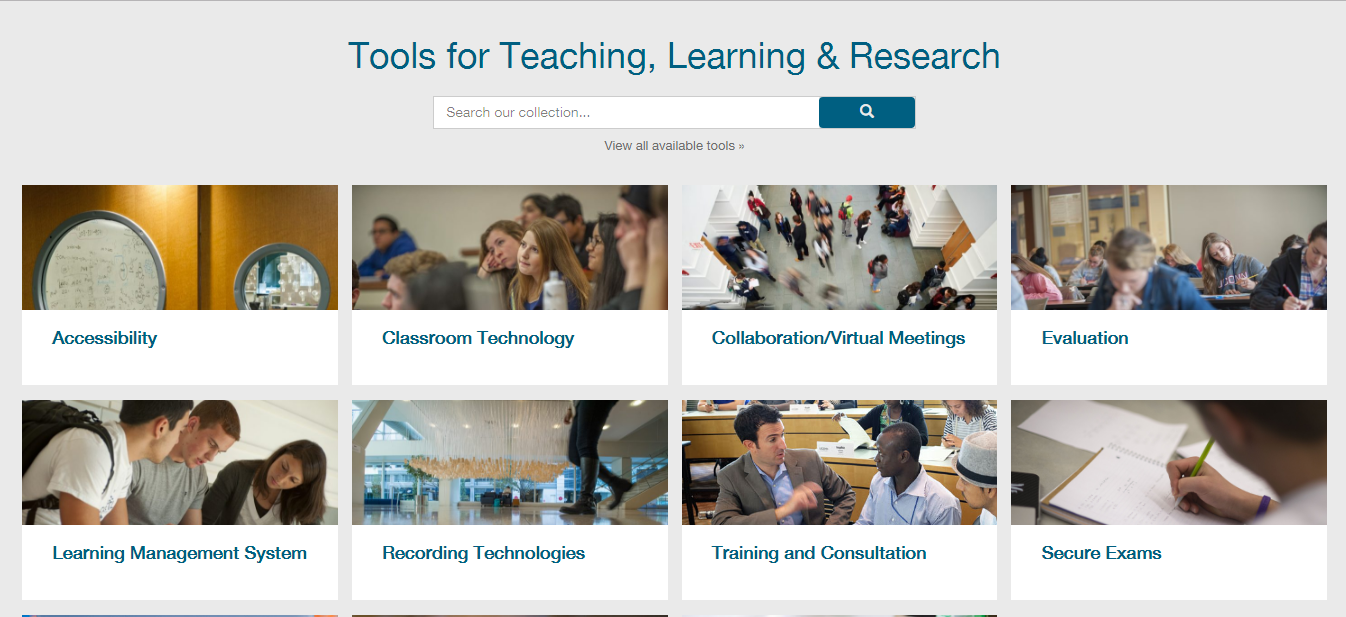 Tools for Teaching, Learning & Research
Search our collection...
View all available tools »
Accessibility
Classroom Technology
Collaboration/Virtual Meetings
Evaluation
Learning Management System
Recording Technologies
Training and Consultation
Secure Exams